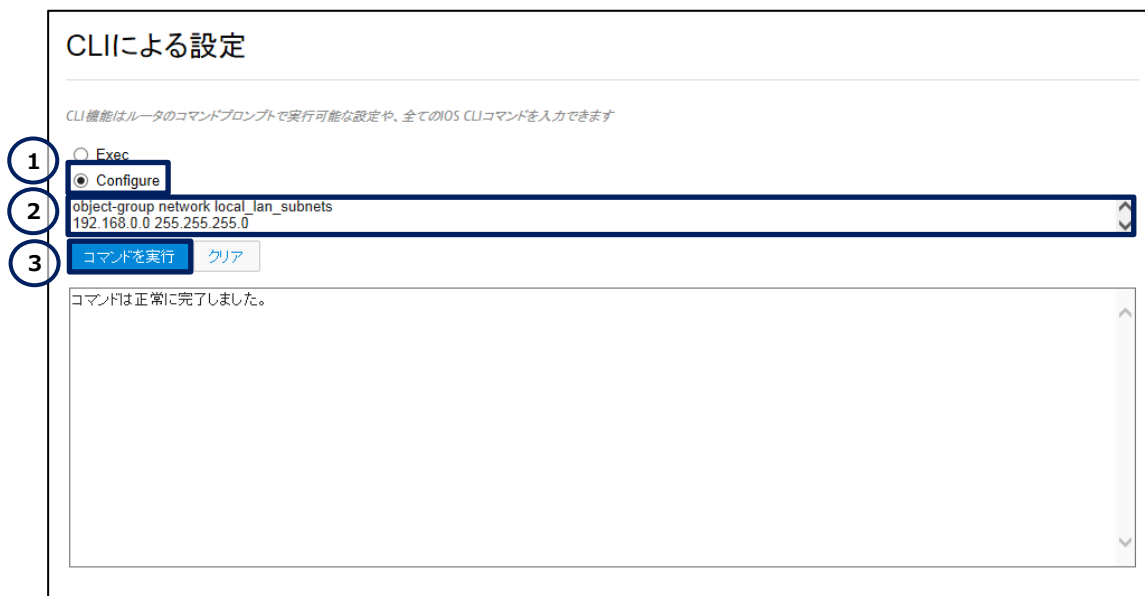 CLIによる設定
CLI機能はルータのコマンドプロンプトで実行可能な設定や、全てのIOS CLIコマンドを入力できます
1
Exec
Configure
2
object-group network local_lan_subnets
192.168.0.0 255.255.255.0
3
コマンドを実行 クリア
コマンドは正常に完了しました。